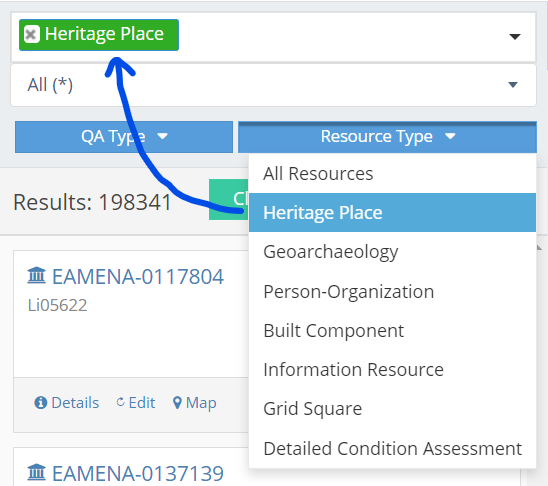 Heritage Place
All (*)
QA Type
Resource Type
All Resources
Heritage Place
Geoarchaeology
Person-Organization
Built Component
Information Resource
Grid Square
Detailed Condition Assessment
Results: 198341
EAMENA-0117804
Li05622
Details Edit Map
EAMENA-0137139